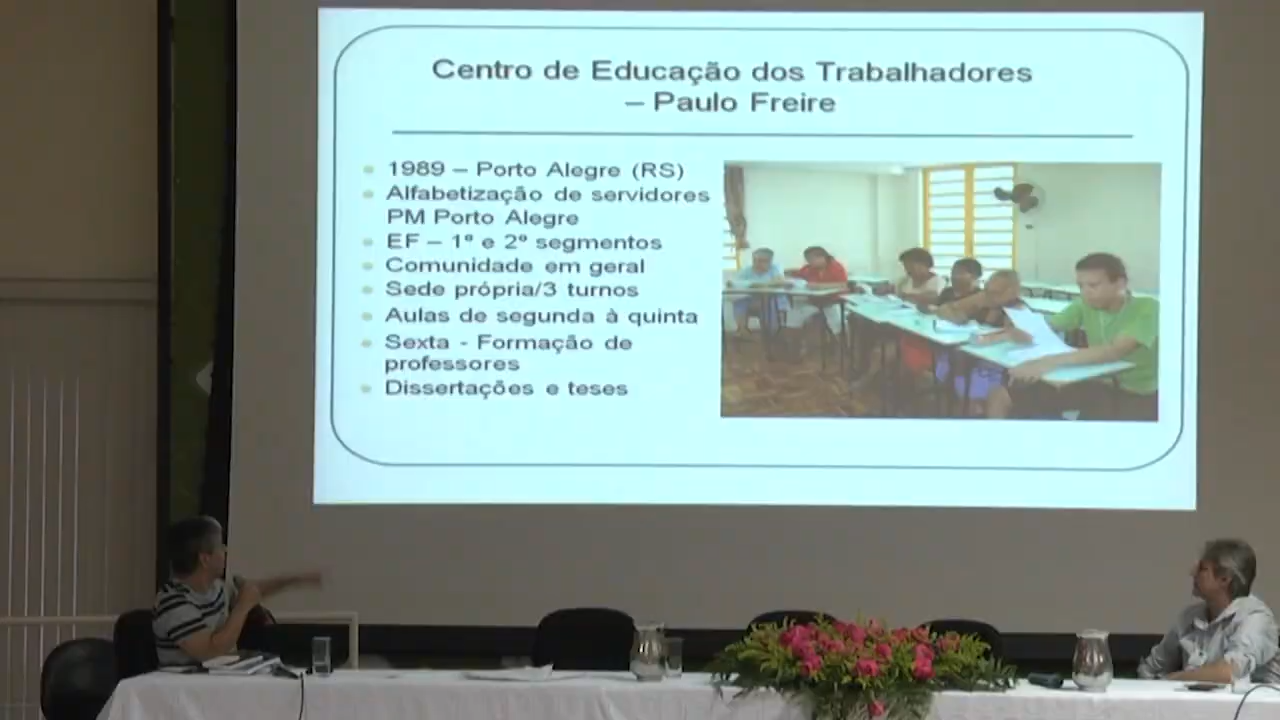 Centro de Educação dos Trabalhadores
– Paulo Freire
1989 – Porto Alegre (RS)
Alfabetização de servidores
PM Porto Alegre
EF – 1º e 2º segmentos
Comunidade em geral
Sede própria/3 turnos
Aulas de segunda à quinta
Sexta - Formação de
professores
Dissertações e teses